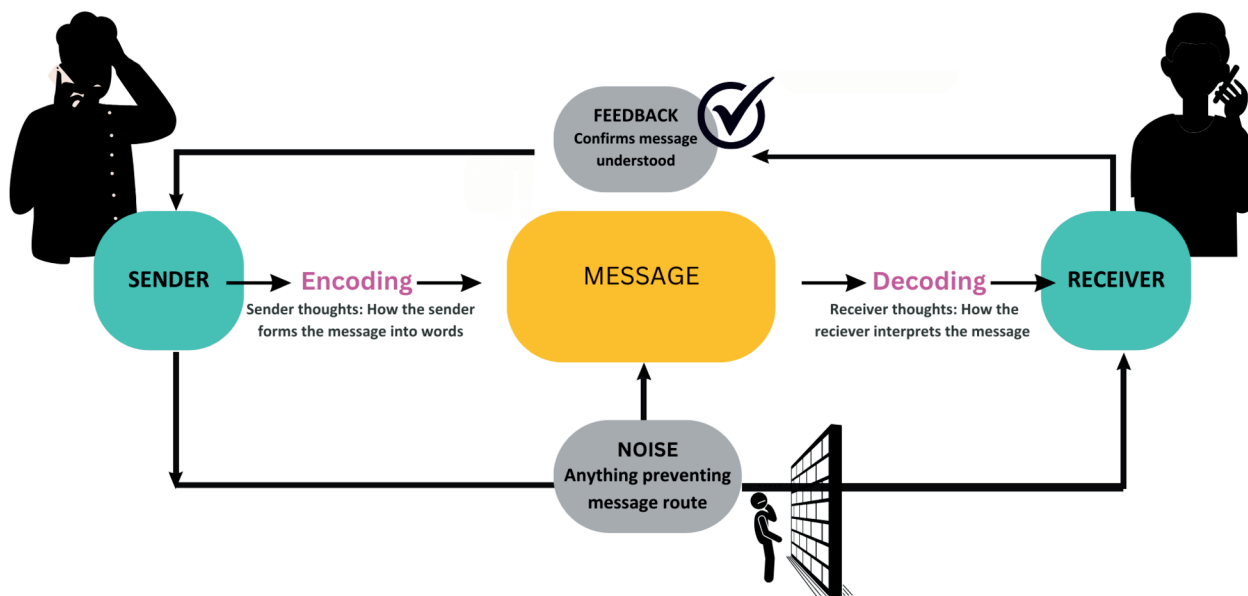 FEEDBACK
Confirms message
understood
SENDER
Encoding
Sender thoughts: How the sender
forms the message into words
MESSAGE
Decoding
Receiver thoughts: How the
reciever interprets the message
RECEIVER
NOISE
Anything preventing
message route